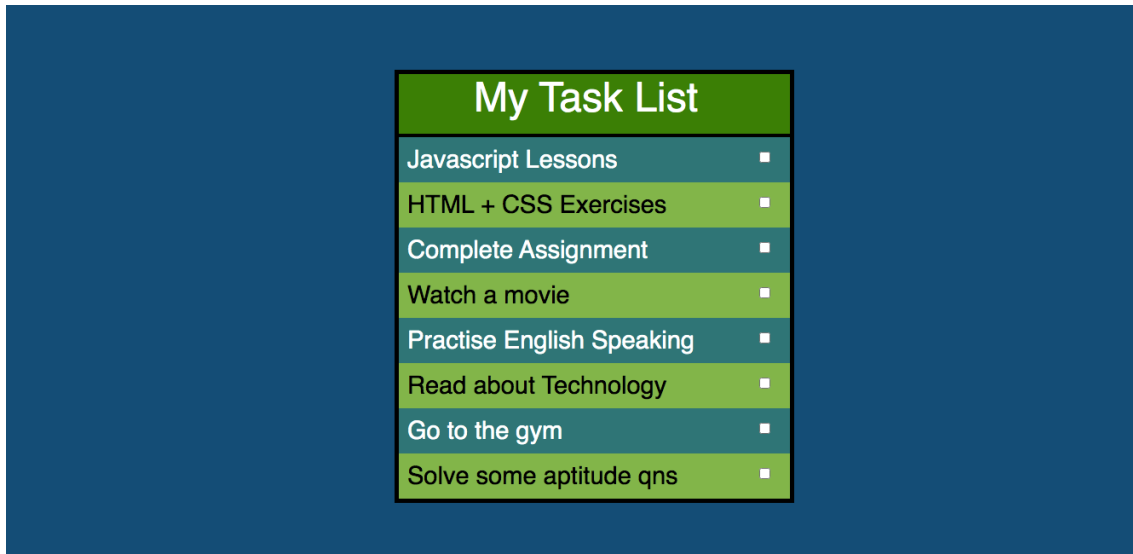 My Task List
Javascript Lessons
HTML + CSS Exercises
Complete Assignment
Watch a movie
Practise English Speaking
Read about Technology
Go to the gym
Solve some aptitude qns